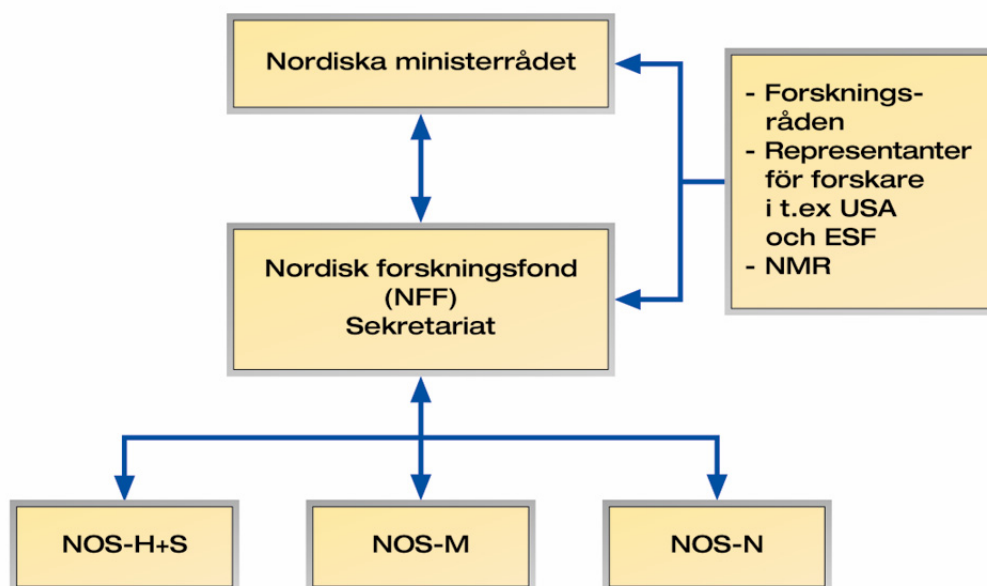 Nordiska ministerrådet
- Forsknings-
råden
- Representanter
för forskare
i t.ex USA
och ESF
- NMR
Nordisk forskningsfond
(NFF)
Sekretariat
NOS-H+S
NOS-M
NOS-N